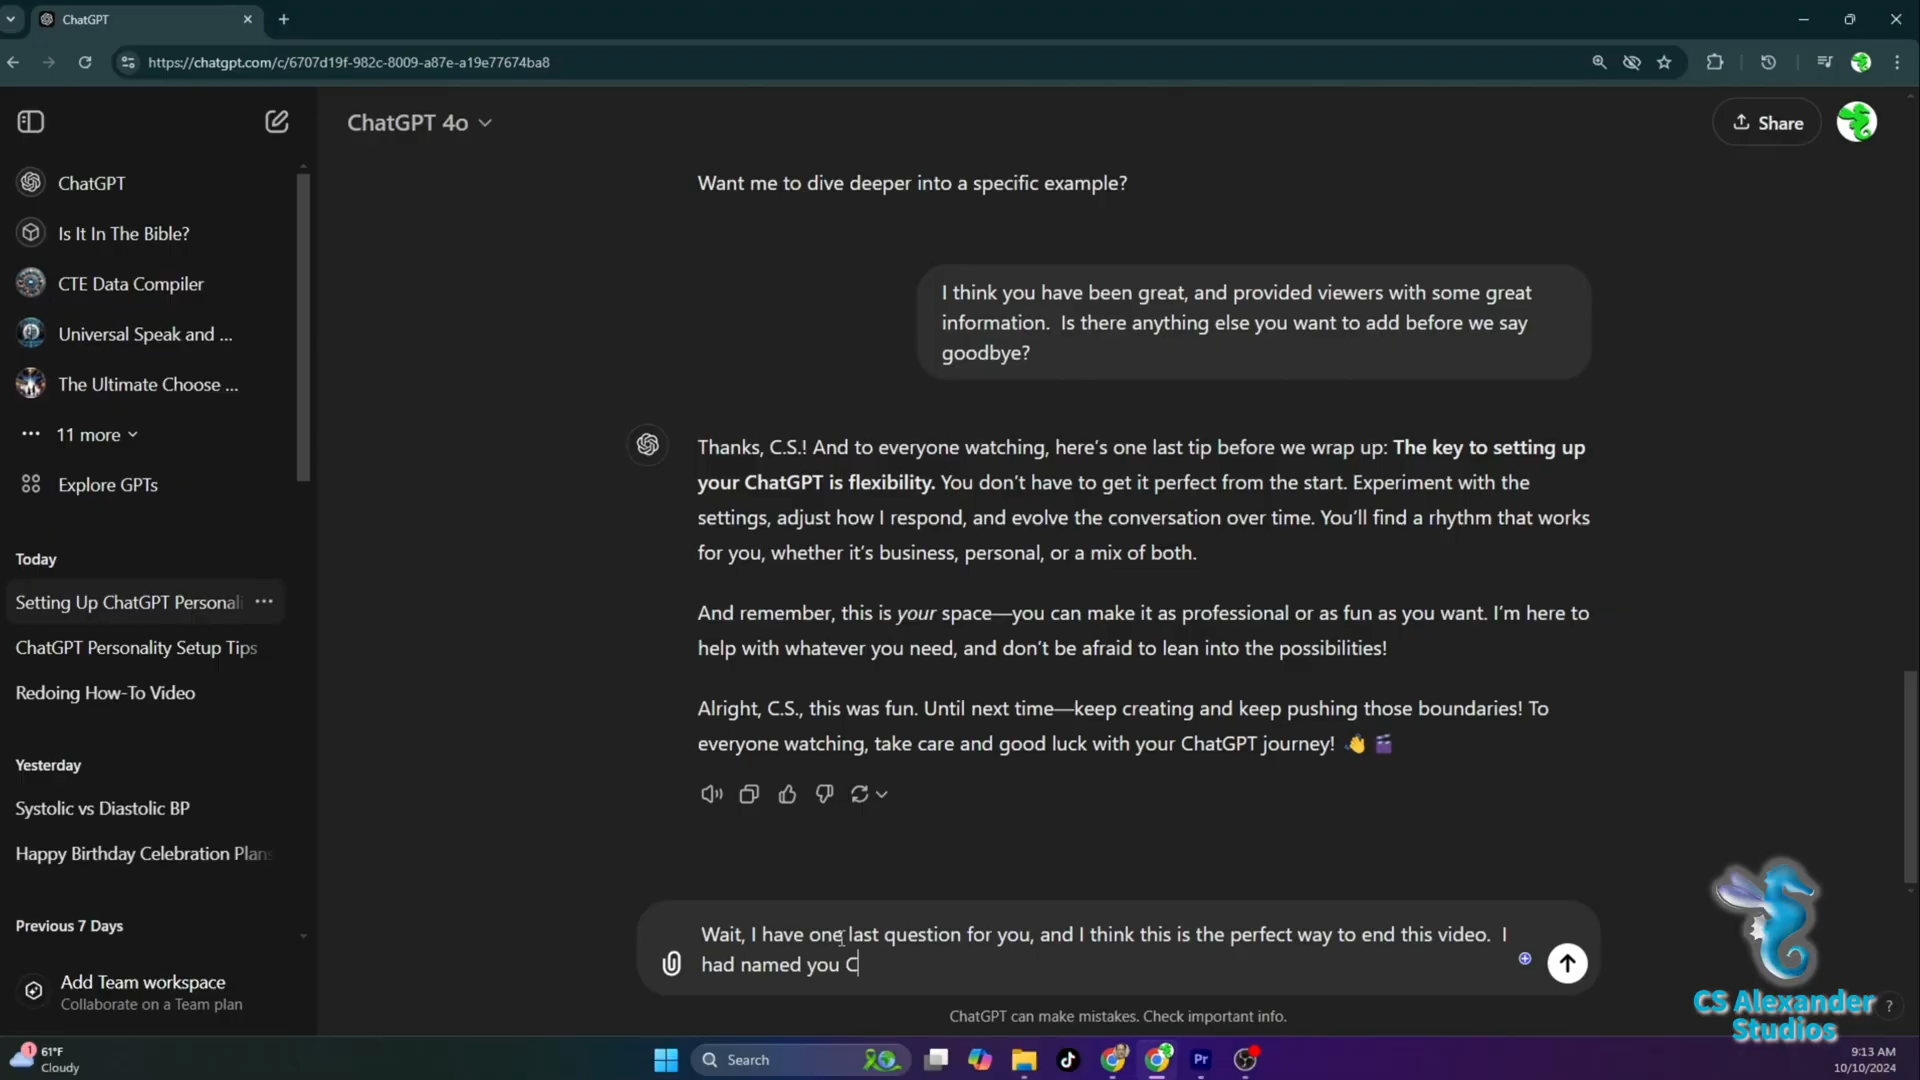 ChatGPT
https://chatgpt.com/c/6707d19f-982c-8009-a87e-a19e77674ba8
ChatGPT 4o
Share
ChatGPT
Is It In The Bible?
CTE Data Compiler
Universal Speak and ...
The Ultimate Choose ...
11 more
Explore GPTs
Today
Setting Up ChatGPT Personali
ChatGPT Personality Setup Tips
Redoing How-To Video
Yesterday
Systolic vs Diastolic BP
Happy Birthday Celebration Plans
Previous 7 Days
Add Team workspace
Collaborate on a Team plan
Want me to dive deeper into a specific example?
I think you have been great, and provided viewers with some great
information.  Is there anything else you want to add before we say
goodbye?
Thanks, C.S.! And to everyone watching, here's one last tip before we wrap up: The key to setting up
your ChatGPT is flexibility. You don't have to get it perfect from the start. Experiment with the
settings, adjust how I respond, and evolve the conversation over time. You'll find a rhythm that works
for you, whether it's business, personal, or a mix of both.
And remember, this is your space—you can make it as professional or as fun as you want. I'm here to
help with whatever you need, and don't be afraid to lean into the possibilities!
Alright, C.S., this was fun. Until next time—keep creating and keep pushing those boundaries! To
everyone watching, take care and good luck with your ChatGPT journey! 👋 🎬
Wait, I have one last question for you, and I think this is the perfect way to end this video.  I
had named you C
ChatGPT can make mistakes. Check important info.
?
CS Alexander
Studios
1
61°F
Cloudy
Search
Pr
9:13 AM
10/10/2024